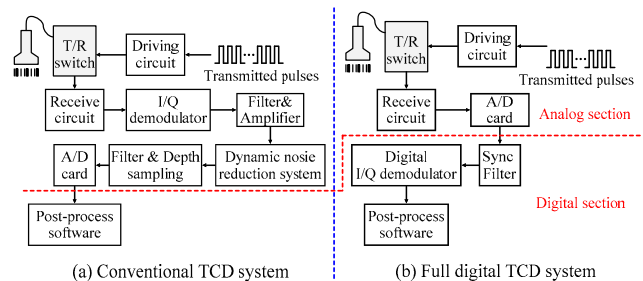 T/R
switch
Driving
circuit
Transmitted pulses
Receive
circuit
I/Q
demodulator
Filter&
Amplifier
A/D
card
Filter & Depth
sampling
Dynamic nosie
reduction system
Post-process
software
(a) Conventional TCD system
T/R
switch
Driving
circuit
Transmitted pulses
Receive
circuit
A/D
card
Analog section
Digital
I/Q demodulator
Sync
Filter
Digital section
Post-process
software
(b) Full digital TCD system